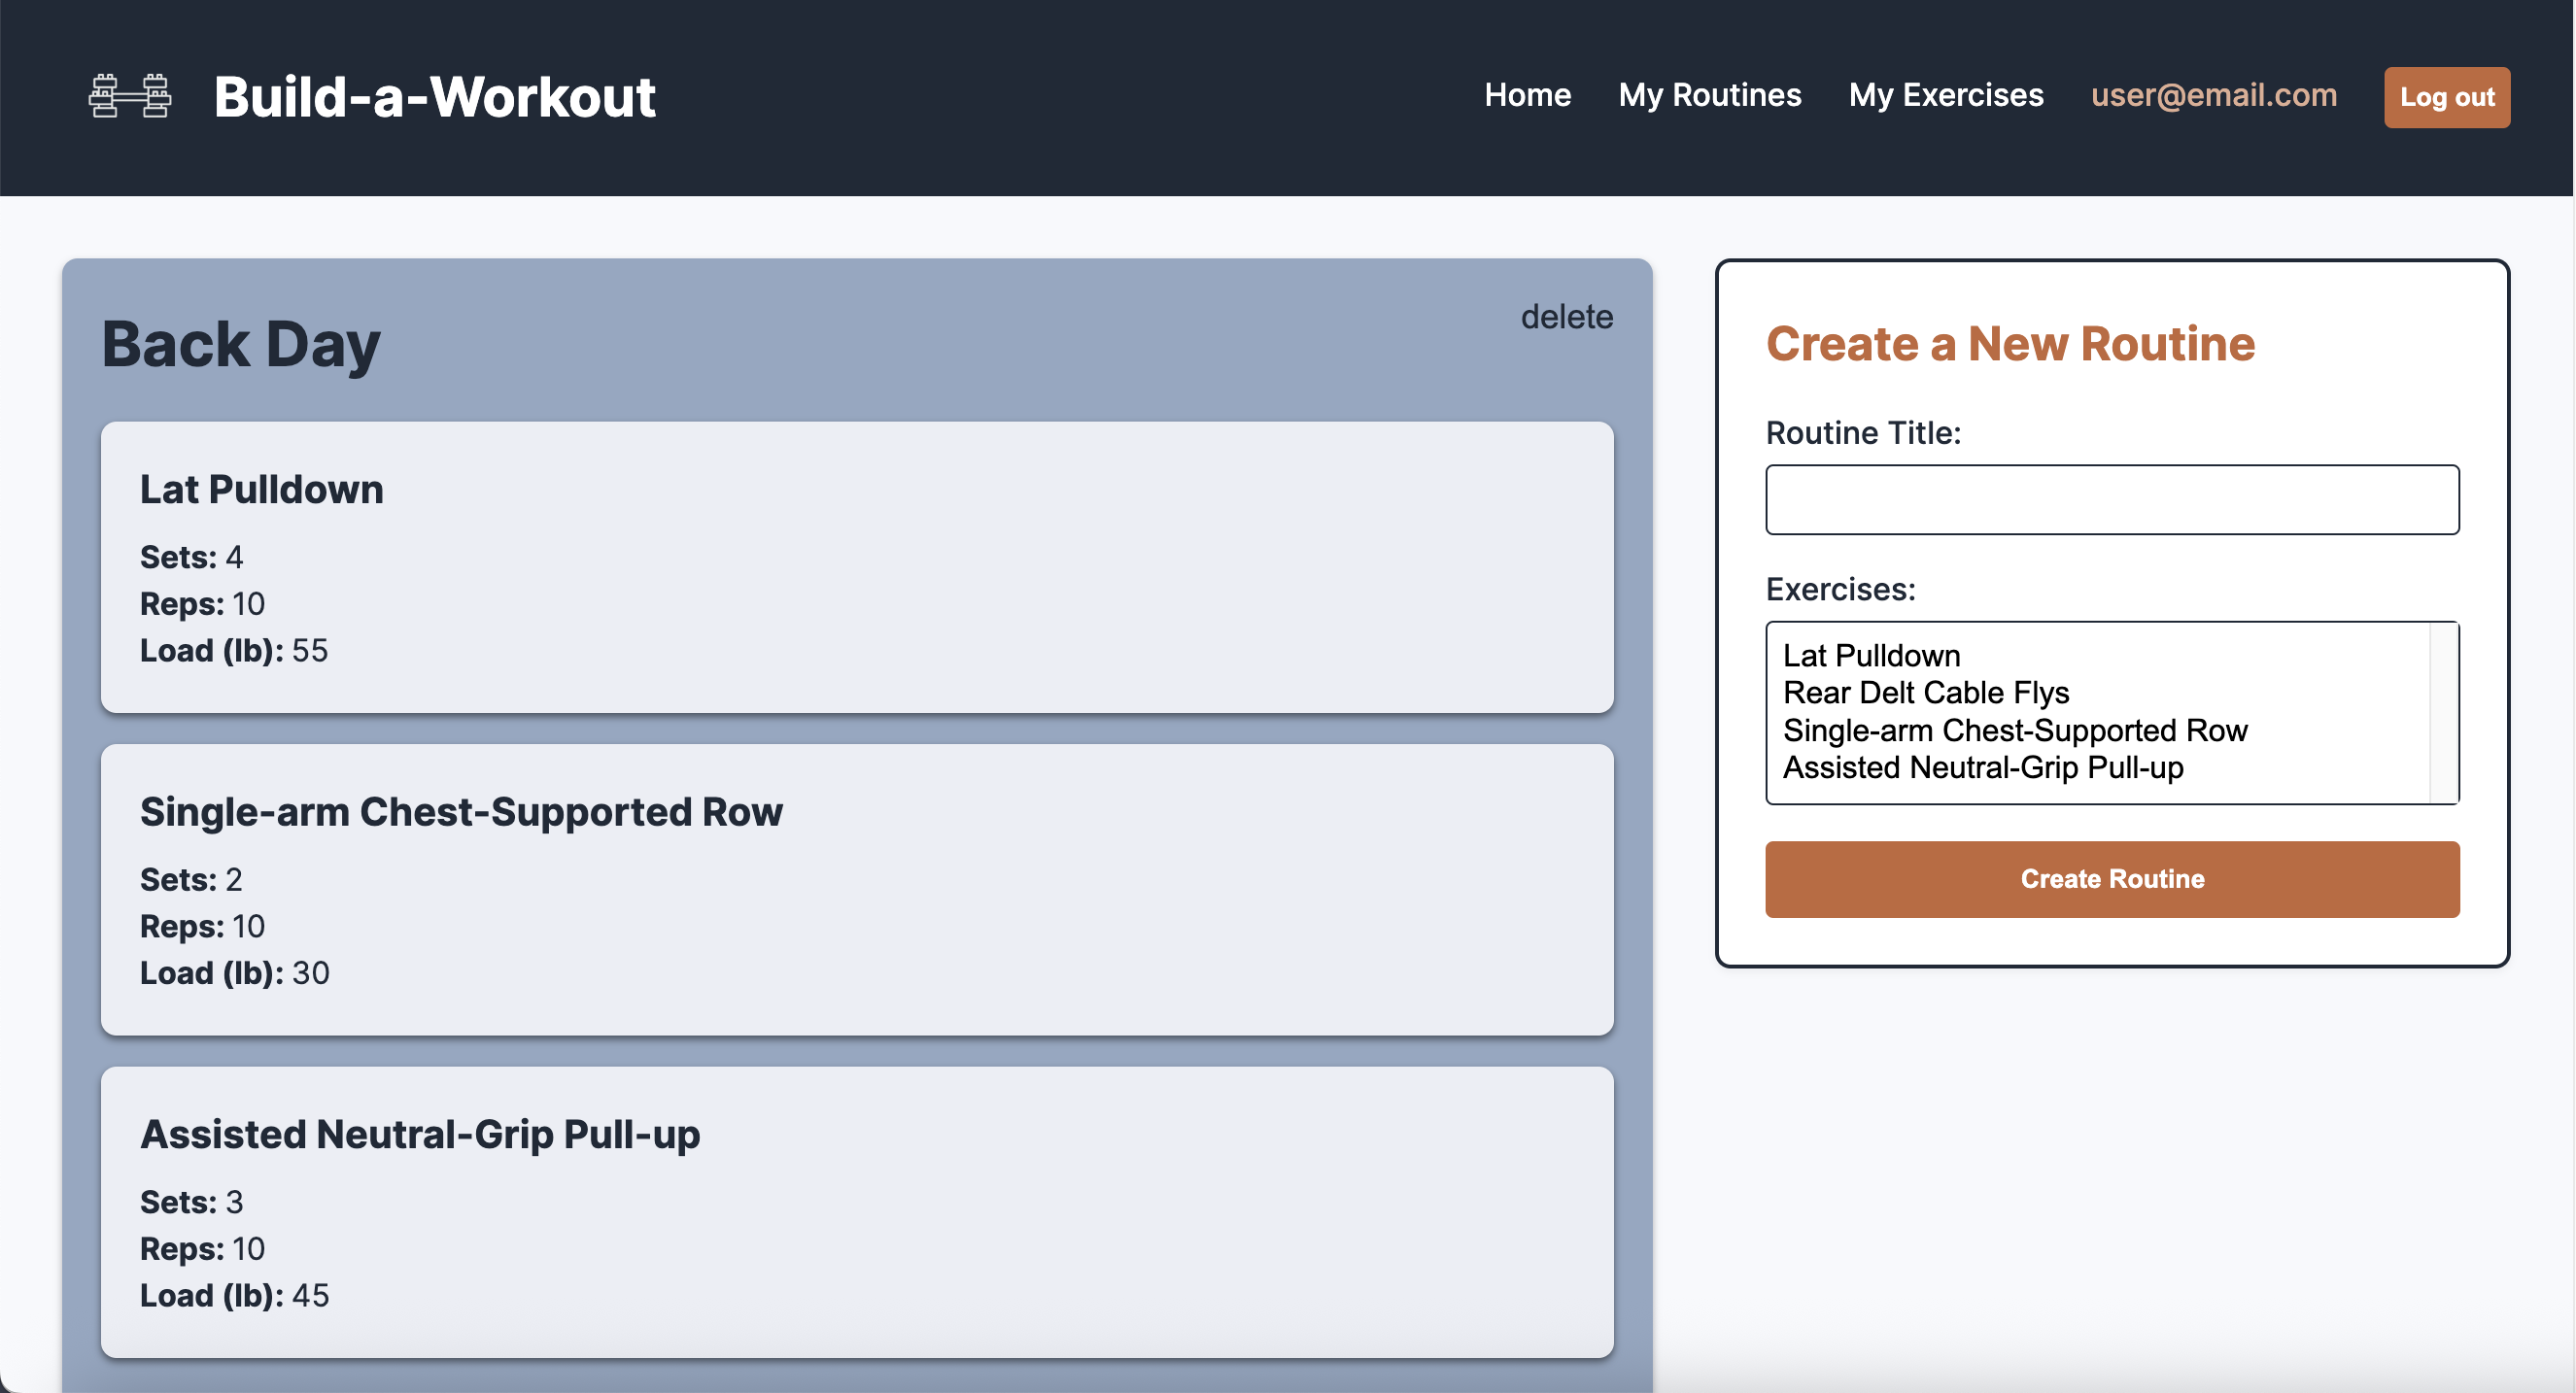 Build-a-Workout
Home
My Routines
My Exercises
user@email.com
Log out
Back Day
delete
Lat Pulldown
Sets: 4
Reps: 10
Load (lb): 55
Single-arm Chest-Supported Row
Sets: 2
Reps: 10
Load (lb): 30
Assisted Neutral-Grip Pull-up
Sets: 3
Reps: 10
Load (lb): 45
Create a New Routine
Routine Title:
Exercises:
Lat Pulldown
Rear Delt Cable Flys
Single-arm Chest-Supported Row
Assisted Neutral-Grip Pull-up
Create Routine